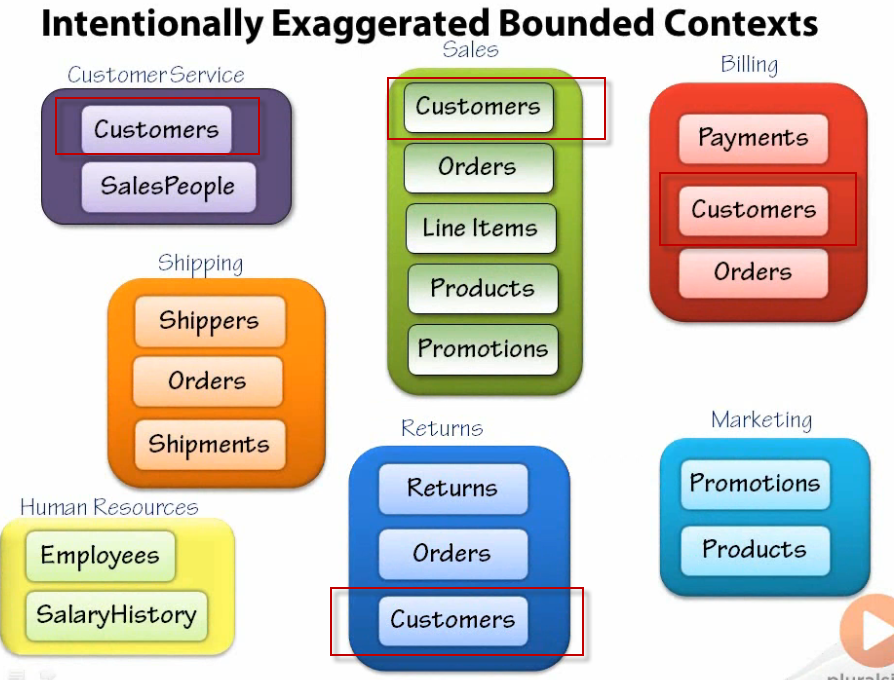 Intentionally Exaggerated Bounded Contexts
CustomerService
Customers
SalesPeople
Sales
Customers
Orders
Line Items
Products
Promotions
Billing
Payments
Customers
Orders
Shipping
Shippers
Orders
Shipments
Returns
Returns
Orders
Customers
Marketing
Promotions
Products
Human Resources
Employees
SalaryHistory